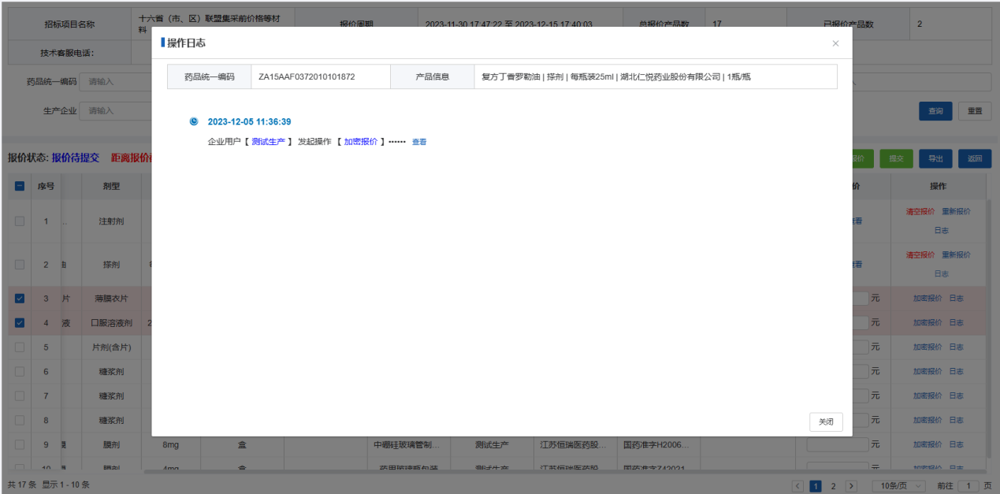 招标项目名称 十六省（市、区）联盟集采前价格等材料 报价周期 2023-11-30 17:47:22 至 2023-12-15 17:40:03 总报价产品数 17 已报价产品数 2
技术客服电话：
操作日志
药品统一编码 请输入
药品统一编码 ZA15AAF0372010101872 产品信息 复方丁香罗勒油 | 搽剂 | 每瓶装25ml | 湖北仁悦药业股份有限公司 | 1瓶/瓶
生产企业 请输入 查询 重置
2023-12-05 11:36:39
企业用户【 测试生产 】 发起操作 【 加密报价 】•••••• 查看
报价状态: 报价待提交 距离报价 报价 提交 导出 返回
序号 剂型 价 操作
1 .. 注射剂 查看 清空报价 重新报价
日志
2 油 搽剂 查看 清空报价 重新报价
日志
3 片 薄膜衣片 元 加密报价 日志
4 液 口服溶液剂 2 元 加密报价 日志
5 片剂(含片) 元 加密报价 日志
6 糖浆剂 元 加密报价 日志
7 糖浆剂 元 加密报价 日志
8 糖浆剂 元 加密报价 日志
关闭
9 膜剂 8mg 盒 中硼硅玻璃管制... 测试生产 江苏恒瑞医药股... 国药准字H2006... 元 加密报价 日志
10 膜剂 4mg 盒 药用玻璃瓶包装 测试生产 江苏恒瑞医药股 国药准字Z42021 元 加密报价 日志
共 17 条 显示 1 - 10 条 1 2 10条/页 前往 1 页